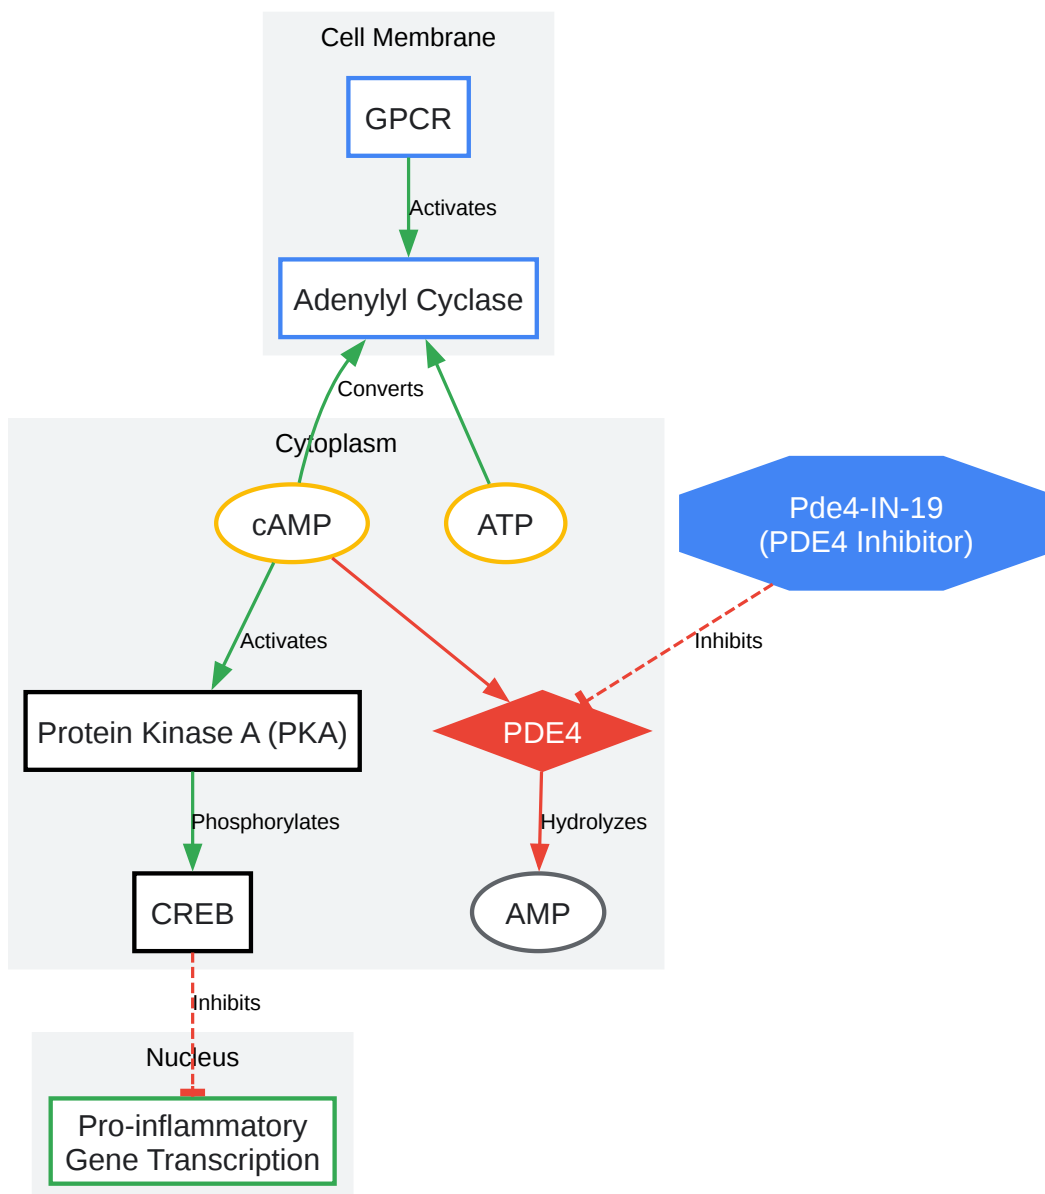 Cell Membrane
GPCR
Activates
Adenylyl Cyclase
Converts
Cytoplasm
cAMP
ATP
Pde4-IN-19
(PDE4 Inhibitor)
Activates
Inhibits
Protein Kinase A (PKA)
PDE4
Phosphorylates
Hydrolyzes
CREB
AMP
Inhibits
Nucleus
Pro-inflammatory
Gene Transcription